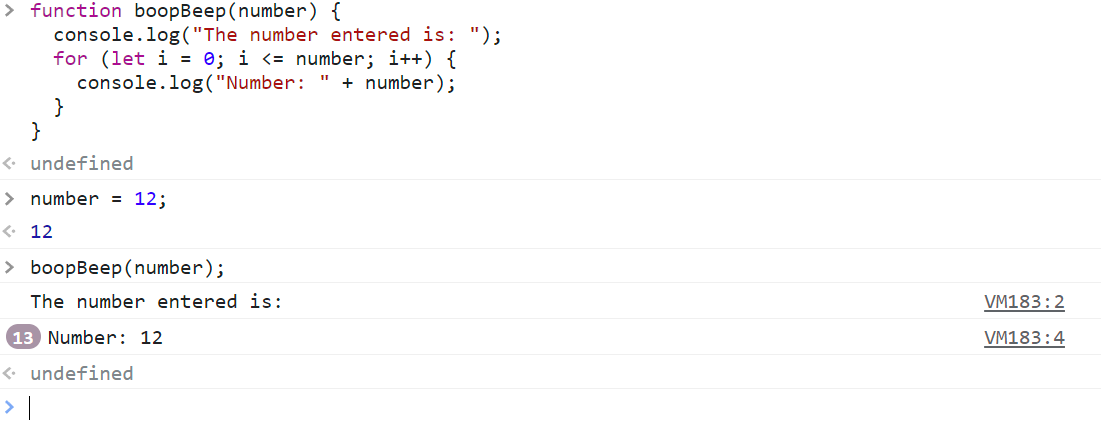 > function boopBeep(number) {
    console.log("The number entered is: ");
    for (let i = 0; i <= number; i++) {
      console.log("Number: " + number);
    }
  }
undefined
> number = 12;
12
> boopBeep(number);
The number entered is: VM183:2
13 Number: 12 VM183:4
undefined
>